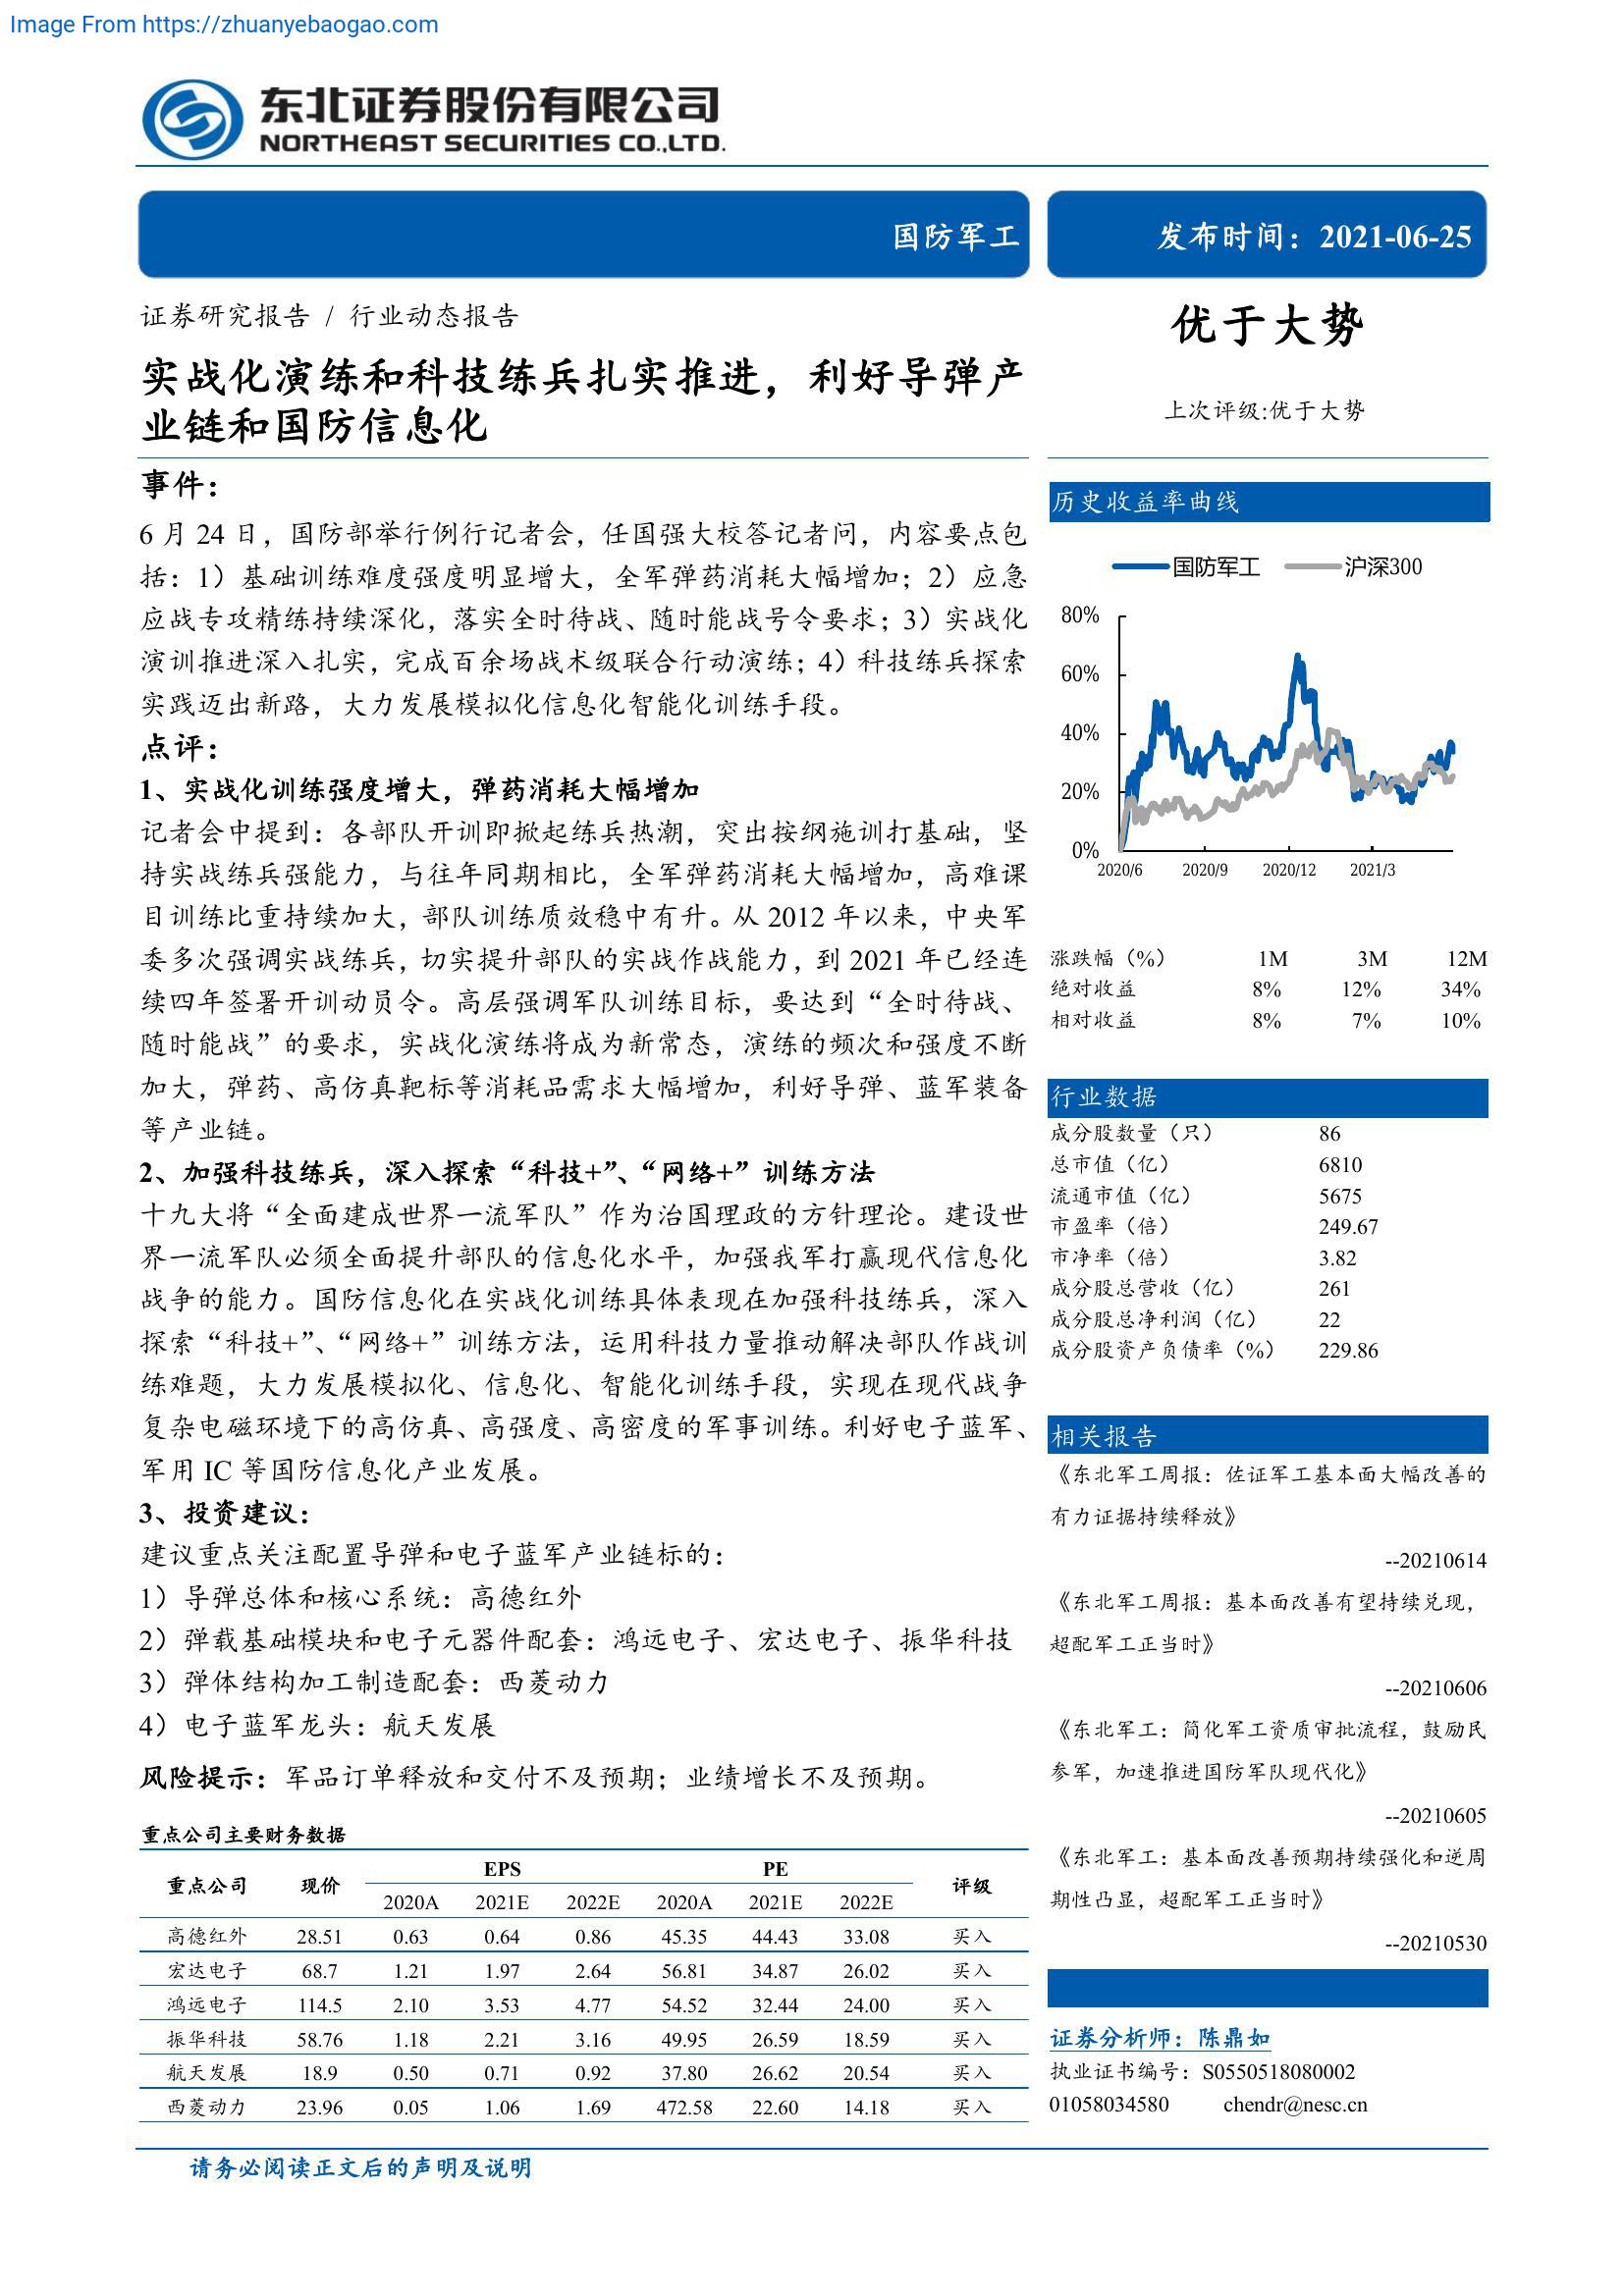 Image From https://zhuanyebaogao.com
东北证券股份有限公司
NORTHEAST SECURITIES CO.,LTD.
国防军工
发布时间：2021-06-25
证券研究报告 / 行业动态报告
实战化演练和科技练兵扎实推进，利好导弹产
业链和国防信息化
事件：
6 月 24 日，国防部举行例行记者会，任国强大校答记者问，内容要点包
括：1）基础训练难度强度明显增大，全军弹药消耗大幅增加；2）应急
应战专攻精练持续深化，落实全时待战、随时能战号令要求；3）实战化
演训推进深入扎实，完成百余场战术级联合行动演练；4）科技练兵探索
实践迈出新路，大力发展模拟化信息化智能化训练手段。
点评：
1、实战化训练强度增大，弹药消耗大幅增加
记者会中提到：各部队开训即掀起练兵热潮，突出按纲施训打基础，坚
持实战练兵强能力，与往年同期相比，全军弹药消耗大幅增加，高难课
目训练比重持续加大，部队训练质效稳中有升。从 2012 年以来，中央军
委多次强调实战练兵，切实提升部队的实战作战能力，到 2021 年已经连
续四年签署开训动员令。高层强调军队训练目标，要达到“全时待战、
随时能战”的要求，实战化演练将成为新常态，演练的频次和强度不断
加大，弹药、高仿真靶标等消耗品需求大幅增加，利好导弹、蓝军装备
等产业链。
2、加强科技练兵，深入探索“科技+”、“网络+”训练方法
十九大将“全面建成世界一流军队”作为治国理政的方针理论。建设世
界一流军队必须全面提升部队的信息化水平，加强我军打赢现代信息化
战争的能力。国防信息化在实战化训练具体表现在加强科技练兵，深入
探索“科技+”、“网络+”训练方法，运用科技力量推动解决部队作战训
练难题，大力发展模拟化、信息化、智能化训练手段，实现在现代战争
复杂电磁环境下的高仿真、高强度、高密度的军事训练。利好电子蓝军、
军用 IC 等国防信息化产业发展。
3、投资建议：
建议重点关注配置导弹和电子蓝军产业链标的：
1）导弹总体和核心系统：高德红外
2）弹载基础模块和电子元器件配套：鸿远电子、宏达电子、振华科技
3）弹体结构加工制造配套：西菱动力
4）电子蓝军龙头：航天发展
风险提示：军品订单释放和交付不及预期；业绩增长不及预期。
重点公司主要财务数据
重点公司 现价 EPS PE 评级
2020A 2021E 2022E 2020A 2021E 2022E
高德红外 28.51 0.63 0.64 0.86 45.35 44.43 33.08 买入
宏达电子 68.7 1.21 1.97 2.64 56.81 34.87 26.02 买入
鸿远电子 114.5 2.10 3.53 4.77 54.52 32.44 24.00 买入
振华科技 58.76 1.18 2.21 3.16 49.95 26.59 18.59 买入
航天发展 18.9 0.50 0.71 0.92 37.80 26.62 20.54 买入
西菱动力 23.96 0.05 1.06 1.69 472.58 22.60 14.18 买入
优于大势
上次评级:优于大势
历史收益率曲线
国防军工 沪深300
80%
60%
40%
20%
0%
2020/6 2020/9 2020/12 2021/3
涨跌幅（%） 1M 3M 12M
绝对收益 8% 12% 34%
相对收益 8% 7% 10%
行业数据
成分股数量（只） 86
总市值（亿） 6810
流通市值（亿） 5675
市盈率（倍） 249.67
市净率（倍） 3.82
成分股总营收（亿） 261
成分股总净利润（亿） 22
成分股资产负债率（%） 229.86
相关报告
《东北军工周报：佐证军工基本面大幅改善的
有力证据持续释放》
--20210614
《东北军工周报：基本面改善有望持续兑现，
超配军工正当时》
--20210606
《东北军工：简化军工资质审批流程，鼓励民
参军，加速推进国防军队现代化》
--20210605
《东北军工：基本面改善预期持续强化和逆周
期性凸显，超配军工正当时》
--20210530
证券分析师：陈鼎如
执业证书编号：S0550518080002
01058034580 chendr@nesc.cn
请务必阅读正文后的声明及说明